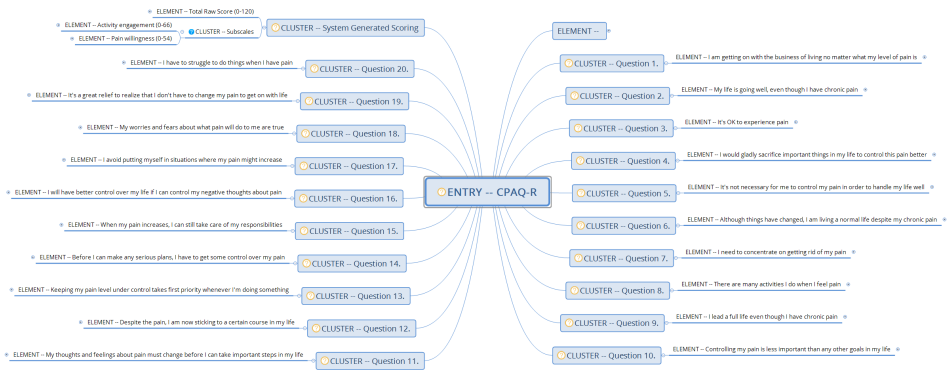 ENTRY -- CPAQ-R
ELEMENT --
CLUSTER -- Question 1.
ELEMENT -- I am getting on with the business of living no matter what my level of pain is
CLUSTER -- Question 2.
ELEMENT -- My life is going well, even though I have chronic pain
CLUSTER -- Question 3.
ELEMENT -- It's OK to experience pain
CLUSTER -- Question 4.
ELEMENT -- I would gladly sacrifice important things in my life to control this pain better
CLUSTER -- Question 5.
ELEMENT -- It's not necessary for me to control my pain in order to handle my life well
CLUSTER -- Question 6.
ELEMENT -- Although things have changed, I am living a normal life despite my chronic pain
CLUSTER -- Question 7.
ELEMENT -- I need to concentrate on getting rid of my pain
CLUSTER -- Question 8.
ELEMENT -- There are many activities I do when I feel pain
CLUSTER -- Question 9.
ELEMENT -- I lead a full life even though I have chronic pain
CLUSTER -- Question 10.
ELEMENT -- Controlling my pain is less important than any other goals in my life
CLUSTER -- Question 11.
ELEMENT -- My thoughts and feelings about pain must change before I can take important steps in my life
CLUSTER -- Question 12.
ELEMENT -- Despite the pain, I am now sticking to a certain course in my life
CLUSTER -- Question 13.
ELEMENT -- Keeping my pain level under control takes first priority whenever I'm doing something
CLUSTER -- Question 14.
ELEMENT -- Before I can make any serious plans, I have to get some control over my pain
CLUSTER -- Question 15.
ELEMENT -- When my pain increases, I can still take care of my responsibilities
CLUSTER -- Question 16.
ELEMENT -- I will have better control over my life if I can control my negative thoughts about pain
CLUSTER -- Question 17.
ELEMENT -- I avoid putting myself in situations where my pain might increase
CLUSTER -- Question 18.
ELEMENT -- My worries and fears about what pain will do to me are true
CLUSTER -- Question 19.
ELEMENT -- It's a great relief to realize that I don't have to change my pain to get on with life
CLUSTER -- Question 20.
ELEMENT -- I have to struggle to do things when I have pain
CLUSTER -- System Generated Scoring
ELEMENT -- Total Raw Score (0-120)
CLUSTER -- Subscales
ELEMENT -- Activity engagement (0-66)
ELEMENT -- Pain willingness (0-54)